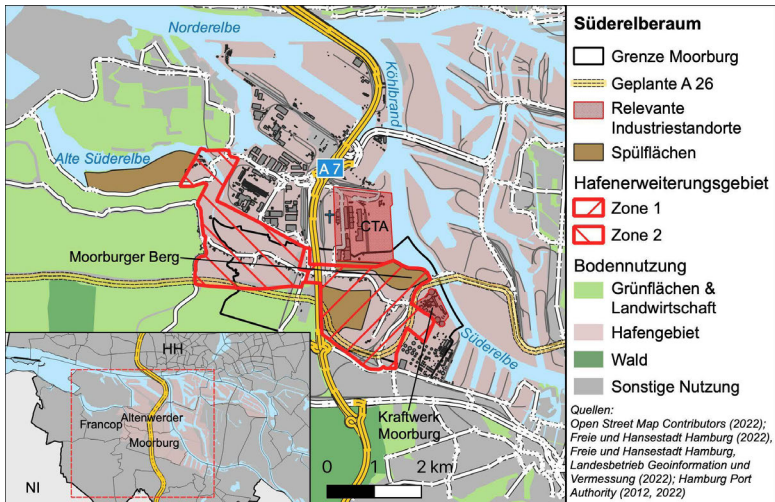 Norderelbe
Köhlbrand
Alte Süderelbe
A 7
CTA
Moorburger Berg
Süderelbe
Kraftwerk
Moorburg
0 1 2 km
HH
Altenwerder
Francop
Moorburg
NI
Süderelberaum
Grenze Moorburg
Geplante A 26
Relevante
Industriestandorte
Spülflächen
Hafenerweiterungsgebiet
Zone 1
Zone 2
Bodennutzung
Grünflächen &
Landwirtschaft
Hafengebiet
Wald
Sonstige Nutzung
Quellen:
Open Street Map Contributors (2022);
Freie und Hansestadt Hamburg (2022),
Freie und Hansestadt Hamburg,
Landesbetrieb Geoinformation und
Vermessung (2022); Hamburg Port
Authority (2012, 2022)